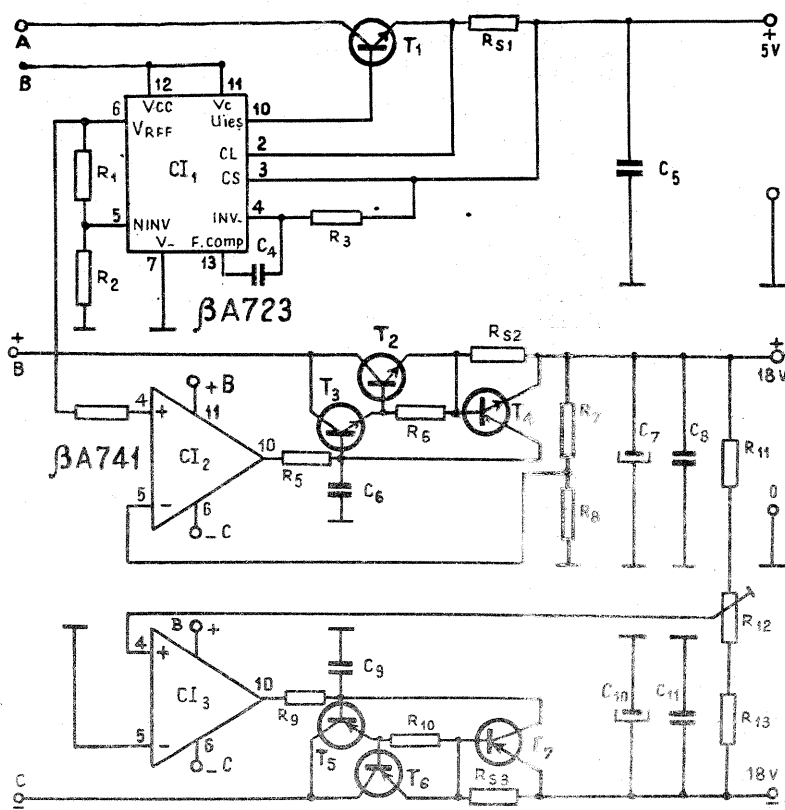 A
T1
RS1
+
5V
B
12
11
6
VCC
Vc
10
VREF
Uieş
2
CL
R1
CI1
3
CS
C5
5
NINV
INV-
4
R3
V-
F.comp
C4
R2
7
13
βA723
+
B
T2
RS2
+
18V
+B
T3
4
+
11
R6
T4
R7
C7
C8
R11
βA741
CI2
10
R5
C6
5
-
6
-C
R8
0
B
+
4
+
C9
R12
CI3
10
R9
R10
C10
C11
R13
5
-
6
-C
T5
T6
T7
RS3
C
-
18V
-